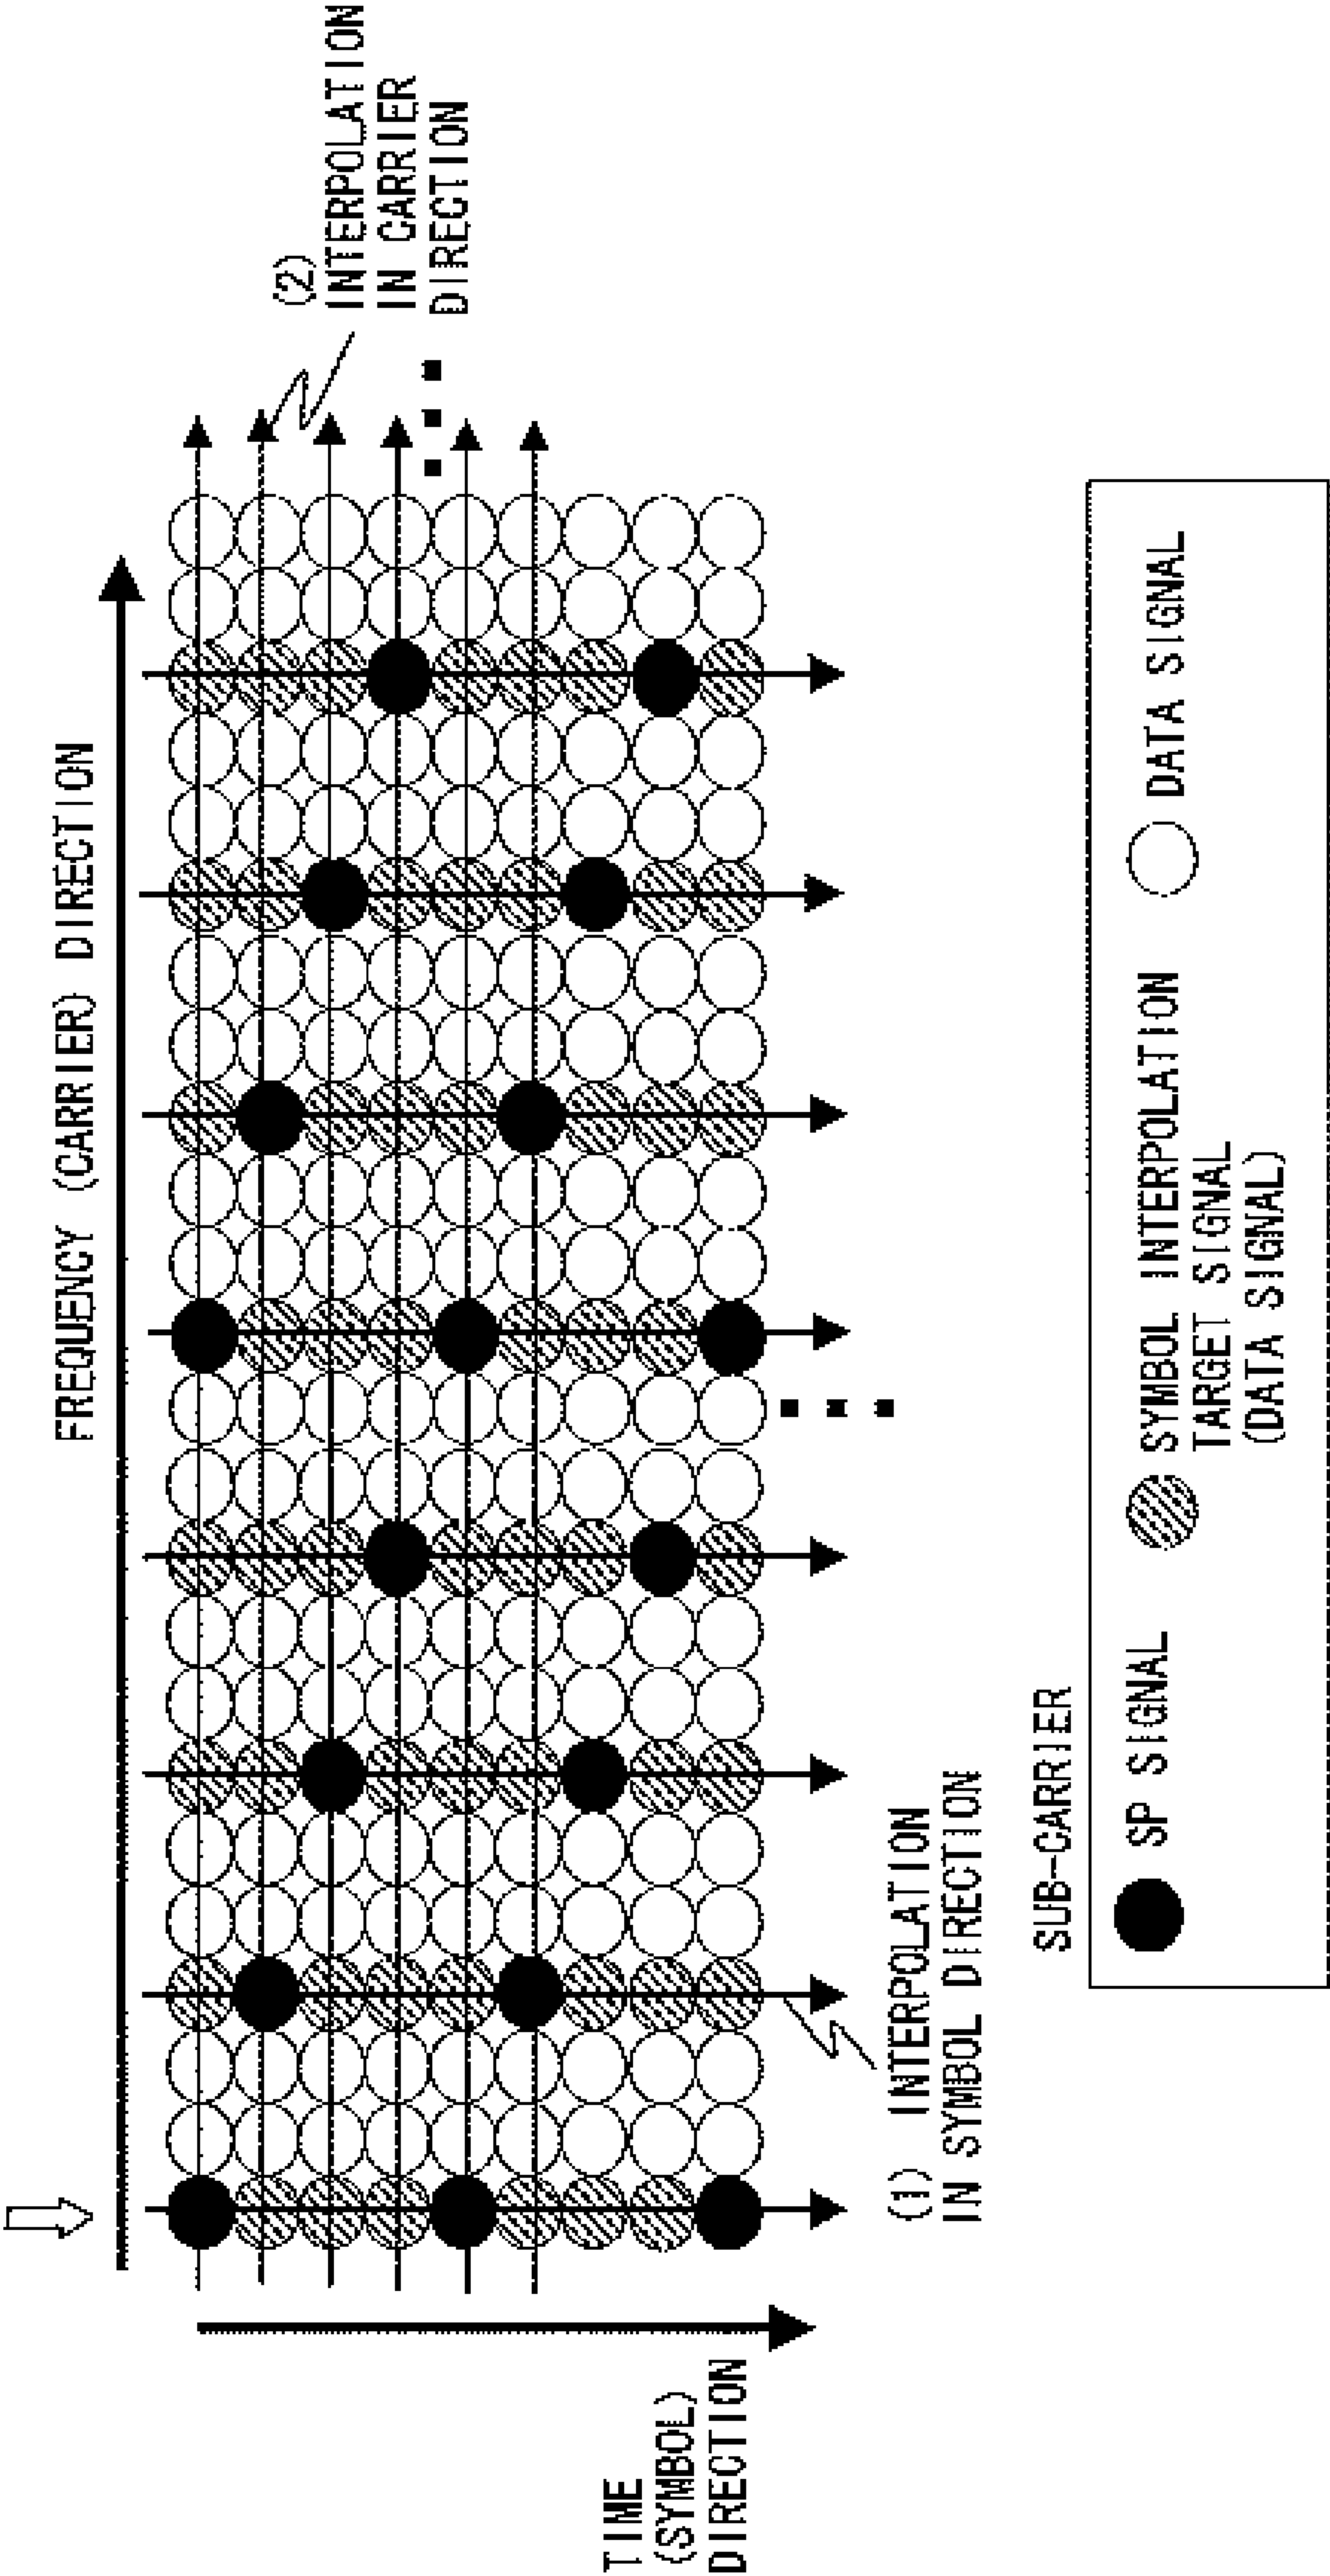 FREQUENCY (CARRIER) DIRECTION
(2)
INTERPOLATION
IN CARRIER
DIRECTION
TIME
(SYMBOL)
DIRECTION
(1) INTERPOLATION
IN SYMBOL DIRECTION
SUB-CARRIER
SP SIGNAL
SYMBOL INTERPOLATION
TARGET SIGNAL
(DATA SIGNAL)
DATA SIGNAL